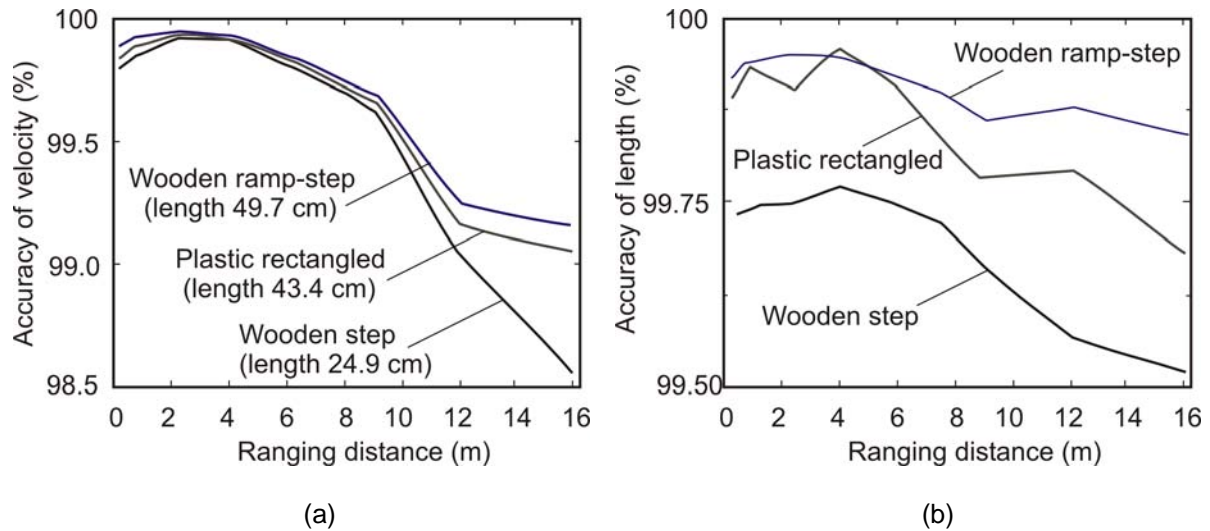 100
99.5
99.0
98.5
Accuracy of velocity (%)
Wooden ramp-step
(length 49.7 cm)
Plastic rectangled
(length 43.4 cm)
Wooden step
(length 24.9 cm)
0 2 4 6 8 10 12 14 16
Ranging distance (m)
(a)
100
99.75
99.50
Accuracy of length (%)
Wooden ramp-step
Plastic rectangled
Wooden step
0 2 4 6 8 10 12 14 16
Ranging distance (m)
(b)